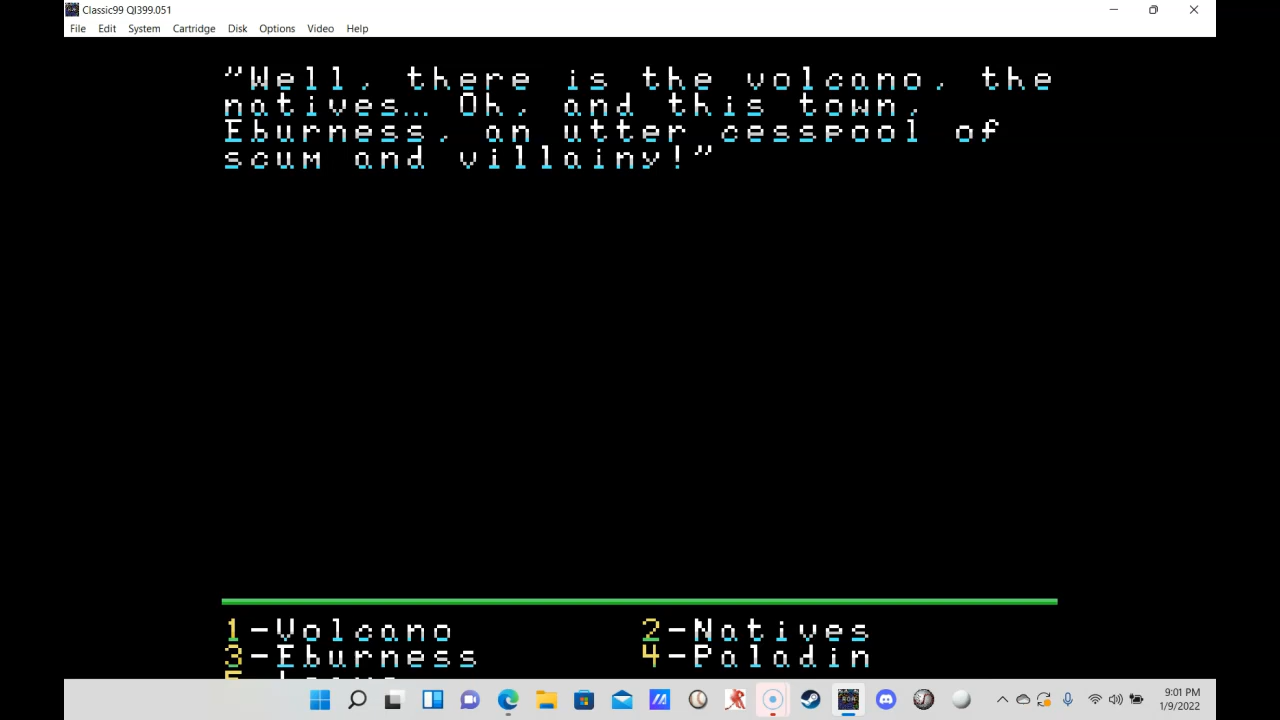 Classic99 QI399.051
File Edit System Cartridge Disk Options Video Help
"Well, there is the volcano, the
natives... Oh, and this town,
Eburness, an utter cesspool of
scum and villainy!"
1-Volcano 2-Natives
3-Eburness 4-Paladin
9:01 PM
1/9/2022